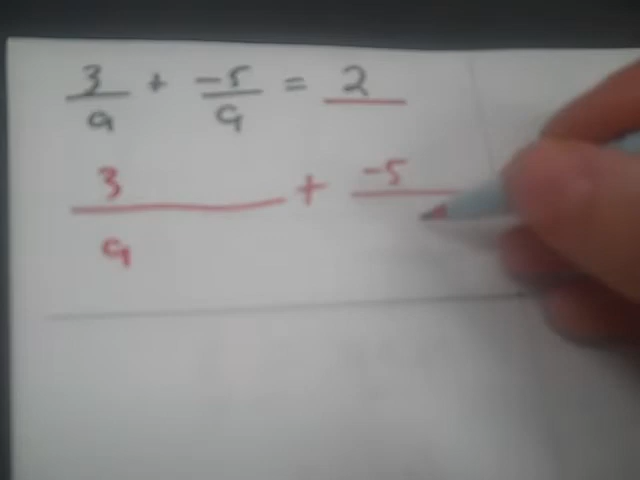 3/9 + -5/9 = 2/
3/9 + -5/